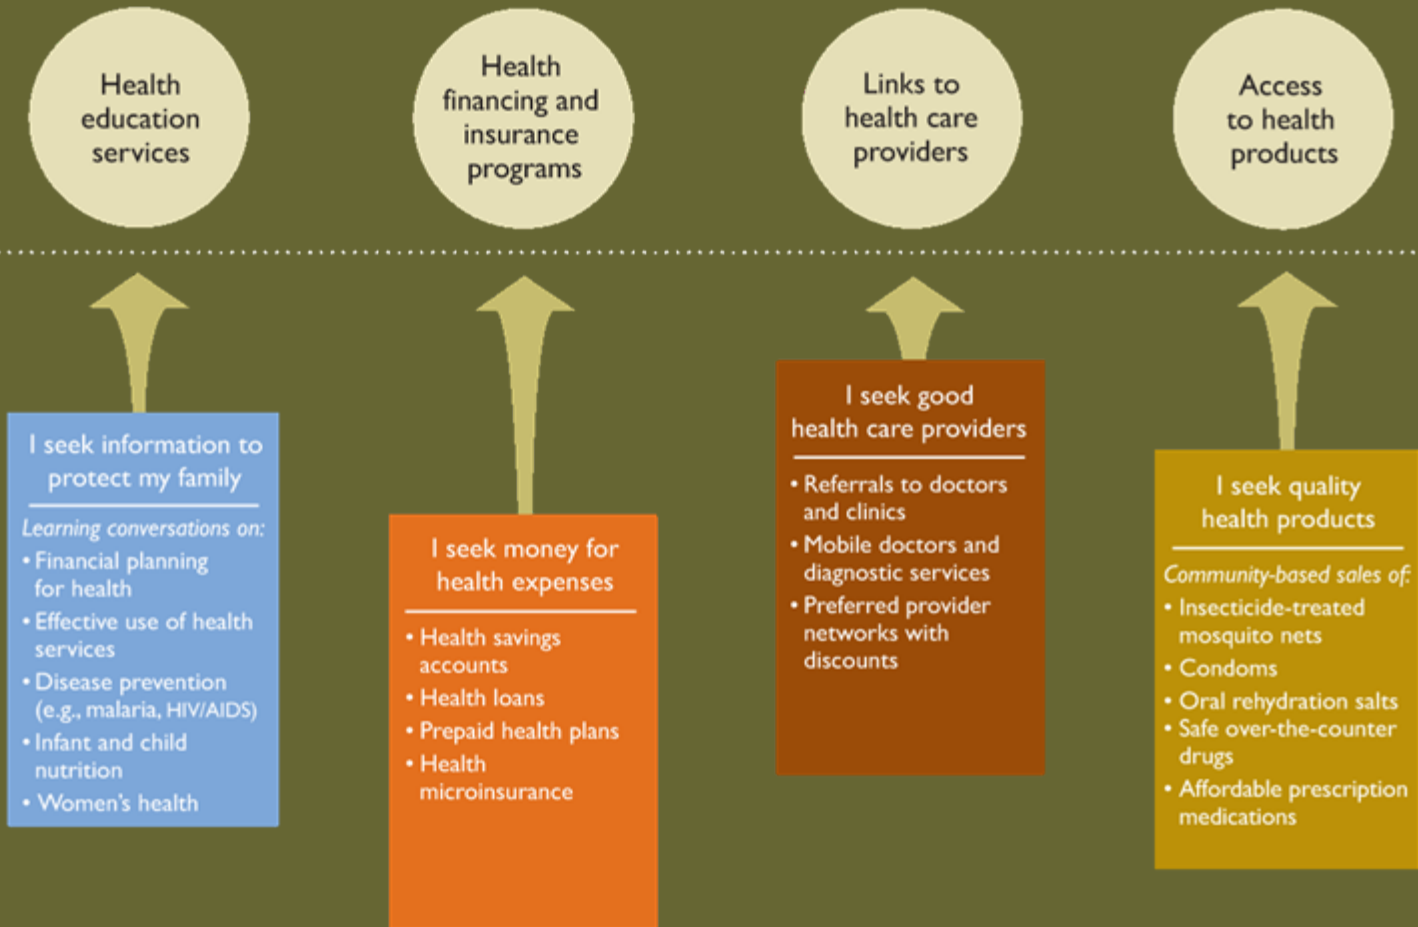 Health
education
services
Health
financing and
insurance
programs
Links to
health care
providers
Access
to health
products
I seek information to
protect my family
Learning conversations on:
• Financial planning
for health
• Effective use of health
services
• Disease prevention
(e.g., malaria, HIV/AIDS)
• Infant and child
nutrition
• Women's health
I seek money for
health expenses
• Health savings
accounts
• Health loans
• Prepaid health plans
• Health
microinsurance
I seek good
health care providers
• Referrals to doctors
and clinics
• Mobile doctors and
diagnostic services
• Preferred provider
networks with
discounts
I seek quality
health products
Community-based sales of:
• Insecticide-treated
mosquito nets
• Condoms
• Oral rehydration salts
• Safe over-the-counter
drugs
• Affordable prescription
medications